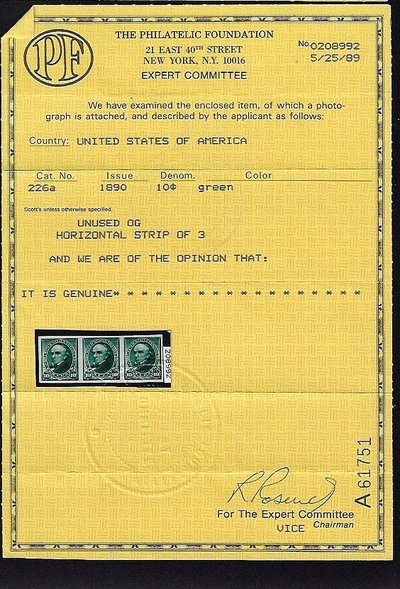 PF
THE PHILATELIC FOUNDATION
21 EAST 40TH STREET
NEW YORK, N.Y. 10016
EXPERT COMMITTEE
No 0208992
5/25/89
We have examined the enclosed item, of which a photo-
graph is attached, and described by the applicant as follows:
Country: UNITED STATES OF AMERICA
Cat. No. Issue Denom. Color
226a 1890 10¢ green
Scott's unless otherwise specified.
UNUSED OG
HORIZONTAL STRIP OF 3
AND WE ARE OF THE OPINION THAT:
IT IS GENUINE* * * * * * * * * * * * * * * * * *
208992
A 61751
For The Expert Committee
VICE Chairman